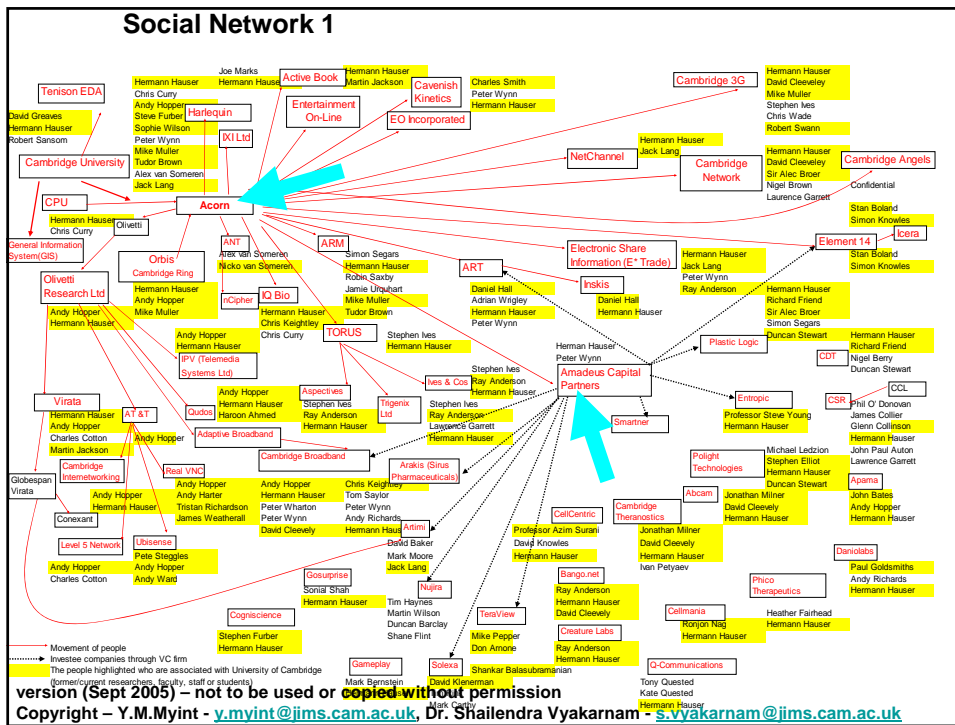 Social Network 1
Tenison EDA
David Greaves
Hermann Hauser
Robert Sansom
Cambridge University
CPU
Hermann Hauser
Chris Curry
General Information
System(GIS)
Hermann Hauser
Chris Curry
Andy Hopper
Steve Furber
Sophie Wilson
Peter Wynn
Mike Muller
Tudor Brown
Alex van Someren
Jack Lang
Harlequin
IXI Ltd
Joe Marks
Hermann Hauser
Active Book
Hermann Hauser
Martin Jackson
Entertainment
On-Line
Cavenish
Kinetics
Charles Smith
Peter Wynn
Hermann Hauser
EO Incorporated
Cambridge 3G
Hermann Hauser
David Cleeveley
Mike Muller
Stephen Ives
Chris Wade
Robert Swann
NetChannel
Hermann Hauser
Jack Lang
Cambridge
Network
Hermann Hauser
David Cleeveley
Sir Alec Broer
Nigel Brown
Laurence Garrett
Cambridge Angels
Confidential
Acorn
Olivetti
Orbis
Cambridge Ring
Hermann Hauser
Andy Hopper
Mike Muller
ANT
Alex van Someren
Nicko van Someren
nCipher
IQ Bio
Hermann Hauser
Chris Keightley
Chris Curry
ARM
Simon Segars
Hermann Hauser
Robin Saxby
Jamie Urquhart
Mike Muller
Tudor Brown
ART
Daniel Hall
Adrian Wrigley
Hermann Hauser
Peter Wynn
Inskis
Daniel Hall
Hermann Hauser
Electronic Share
Information (E* Trade)
Hermann Hauser
Jack Lang
Peter Wynn
Ray Anderson
Element 14
Stan Boland
Simon Knowles
Icera
Stan Boland
Simon Knowles
Olivetti
Research Ltd
Andy Hopper
Hermann Hauser
Andy Hopper
Hermann Hauser
IPV (Telemedia
Systems Ltd)
TORUS
Stephen Ives
Hermann Hauser
Herman Hauser
Peter Wynn
Amadeus Capital
Partners
Hermann Hauser
Richard Friend
Sir Alec Broer
Simon Segars
Duncan Stewart
Plastic Logic
CDT
Hermann Hauser
Richard Friend
Nigel Berry
Duncan Stewart
Virata
Hermann Hauser
Andy Hopper
Charles Cotton
Martin Jackson
AT &T
Andy Hopper
Qudos
Andy Hopper
Hermann Hauser
Haroon Ahmed
Adaptive Broadband
Aspectives
Stephen Ives
Ray Anderson
Hermann Hauser
Trigenix
Ltd
Ives & Cos
Stephen Ives
Ray Anderson
Hermann Hauser
Stephen Ives
Ray Anderson
Lawrence Garrett
Hermann Hauser
Smartner
Entropic
Professor Steve Young
Hermann Hauser
CSR
CCL
Phil O' Donovan
James Collier
Glenn Collinson
Hermann Hauser
John Paul Auton
Lawrence Garrett
Globespan
Virata
Cambridge
Internetworking
Andy Hopper
Hermann Hauser
Conexant
Real VNC
Andy Hopper
Andy Harter
Tristan Richardson
James Weatherall
Cambridge Broadband
Andy Hopper
Hermann Hauser
Peter Wharton
Peter Wynn
David Cleevely
Arakis (Sirus
Pharmaceuticals)
Chris Keightley
Tom Saylor
Peter Wynn
Andy Richards
Hermann Hauser
Polight
Technologies
Michael Ledzion
Stephen Elliot
Hermann Hauser
Duncan Stewart
Apama
John Bates
Andy Hopper
Hermann Hauser
Abcam
Jonathan Milner
David Cleevely
Hermann Hauser
Cambridge
Theranostics
Jonathan Milner
David Cleevely
Hermann Hauser
Ivan Petyaev
Level 5 Network
Andy Hopper
Charles Cotton
Ubisense
Pete Steggles
Andy Hopper
Andy Ward
Artimi
David Baker
Mark Moore
Jack Lang
CellCentric
Professor Azim Surani
David Knowles
Hermann Hauser
Bango.net
Ray Anderson
Hermann Hauser
David Cleevely
Daniolabs
Paul Goldsmiths
Andy Richards
Hermann Hauser
Phico
Therapeutics
Heather Fairhead
Hermann Hauser
Gosurprise
Sonial Shah
Hermann Hauser
Nujira
Tim Haynes
Martin Wilson
Duncan Barclay
Shane Flint
Cogniscience
Stephen Furber
Hermann Hauser
TeraView
Mike Pepper
Don Arnone
Creature Labs
Ray Anderson
Hermann Hauser
Cellmania
Ronjon Nag
Hermann Hauser
Gameplay
Mark Bernstein
Hermann Hauser
Solexa
Shankar Balasubramanian
David Klenerman
Mark Carthy
Q-Communications
Tony Quested
Kate Quested
Hermann Hauser
Movement of people
Investee companies through VC firm
The people highlighted who are associated with University of Cambridge
(former/current researchers, faculty, staff or students)
version (Sept 2005) – not to be used or copied without permission
Copyright – Y.M.Myint - y.myint@jims.cam.ac.uk, Dr. Shailendra Vyakarnam - s.vyakarnam@jims.cam.ac.uk